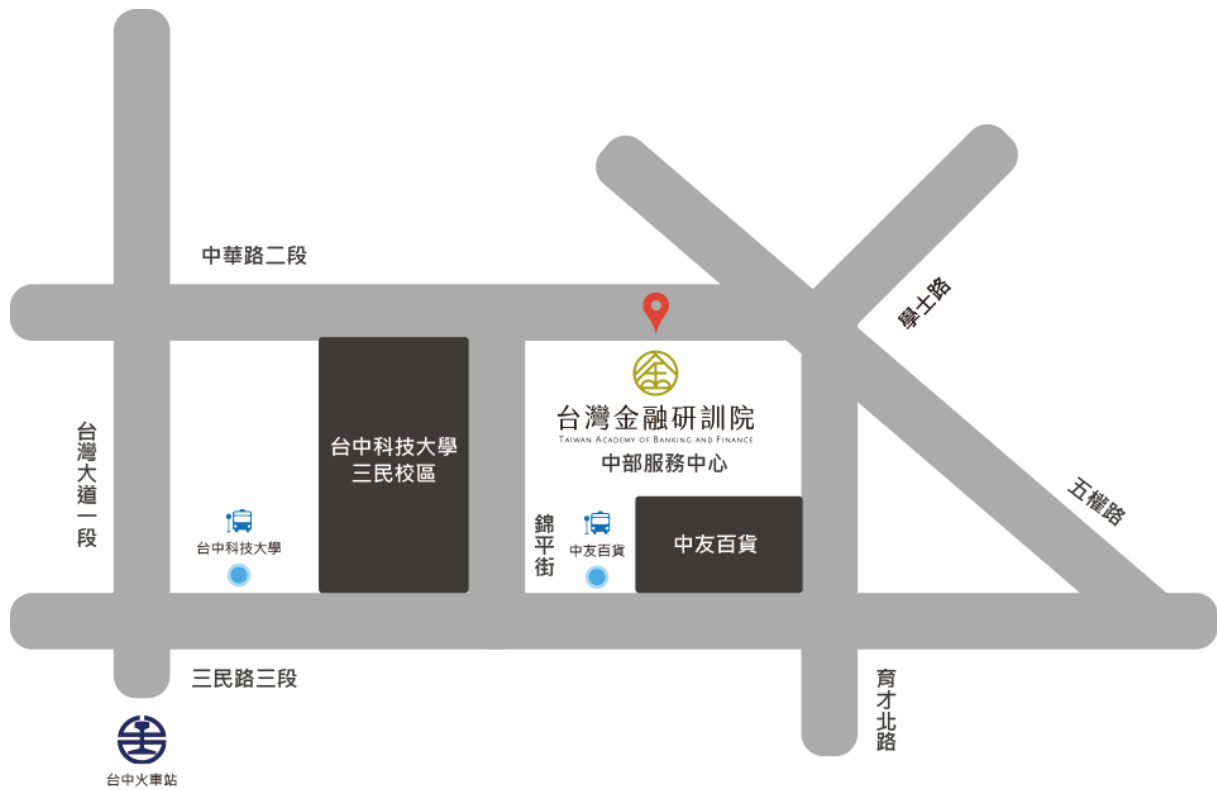 中華路二段
學士路
台灣金融研訓院
TAIWAN ACADEMY OF BANKING AND FINANCE
中部服務中心
台灣大道一段
台中科技大學
三民校區
五權路
台中科技大學
錦平街
中友百貨
中友百貨
三民路三段
育才北路
台中火車站